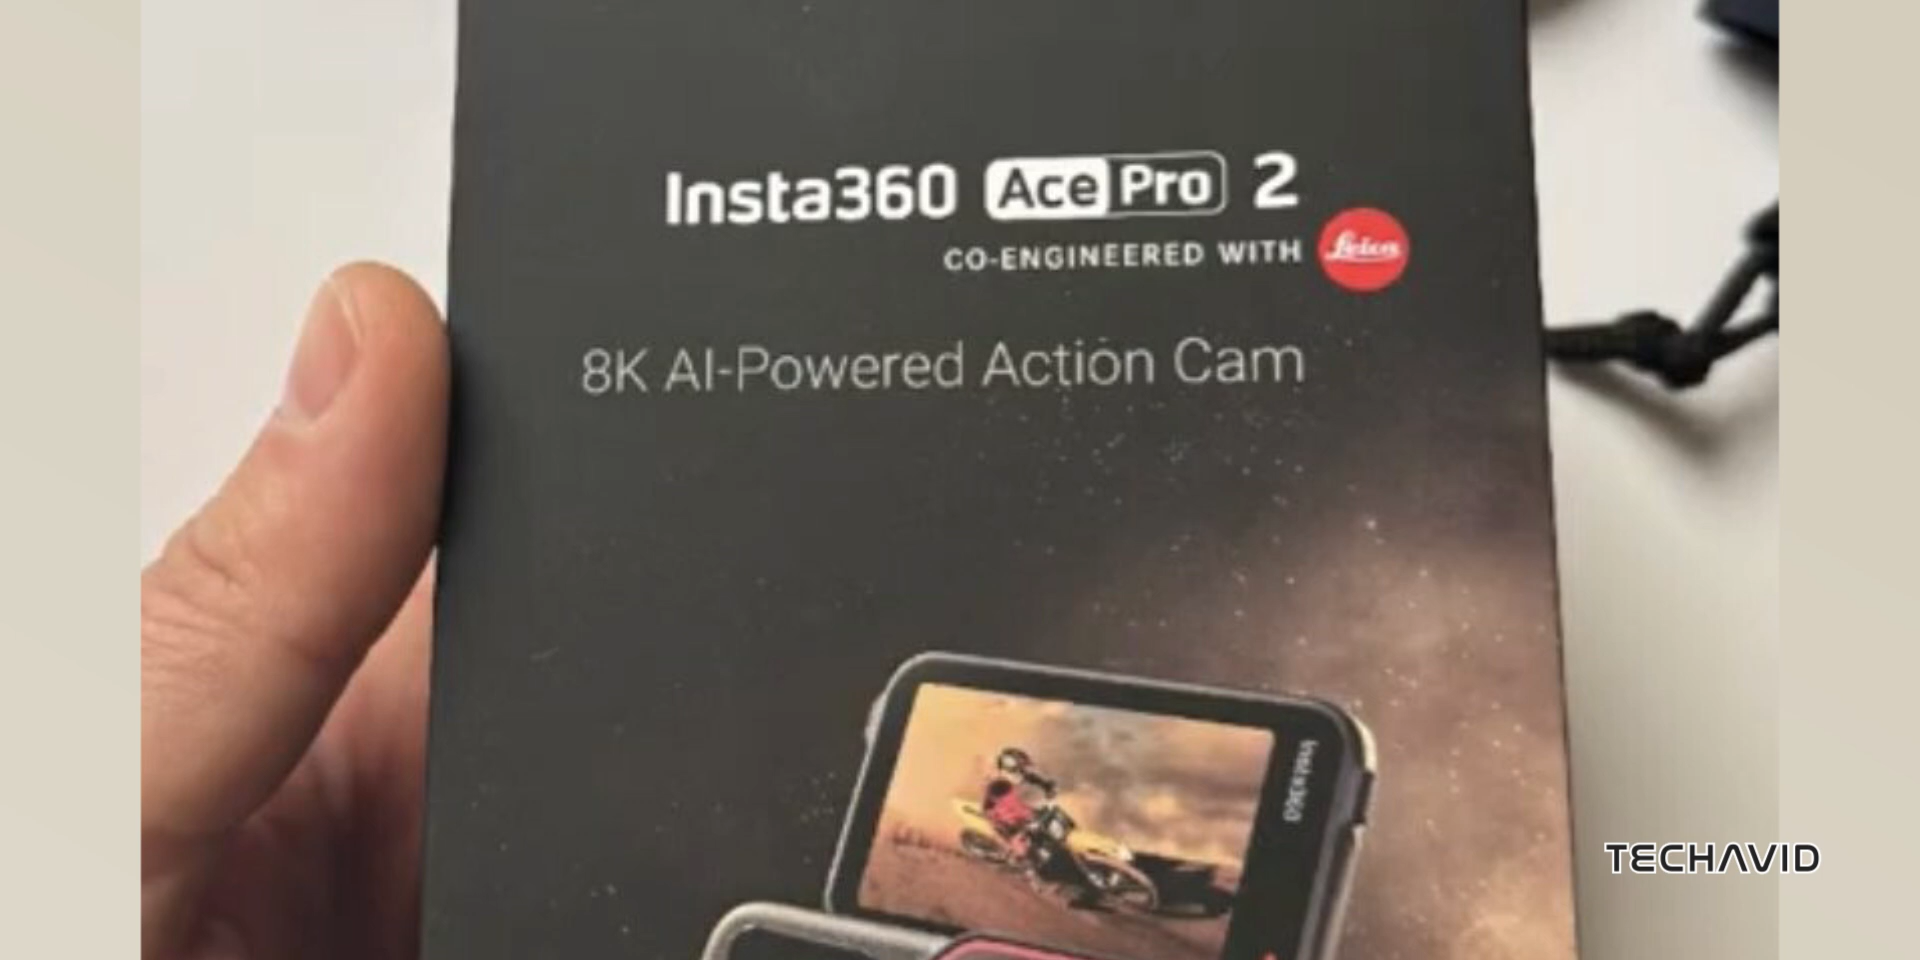 Insta360 Ace Pro 2
CO-ENGINEERED WITH Leica
8K AI-Powered Action Cam
Insta360
TECHAVID